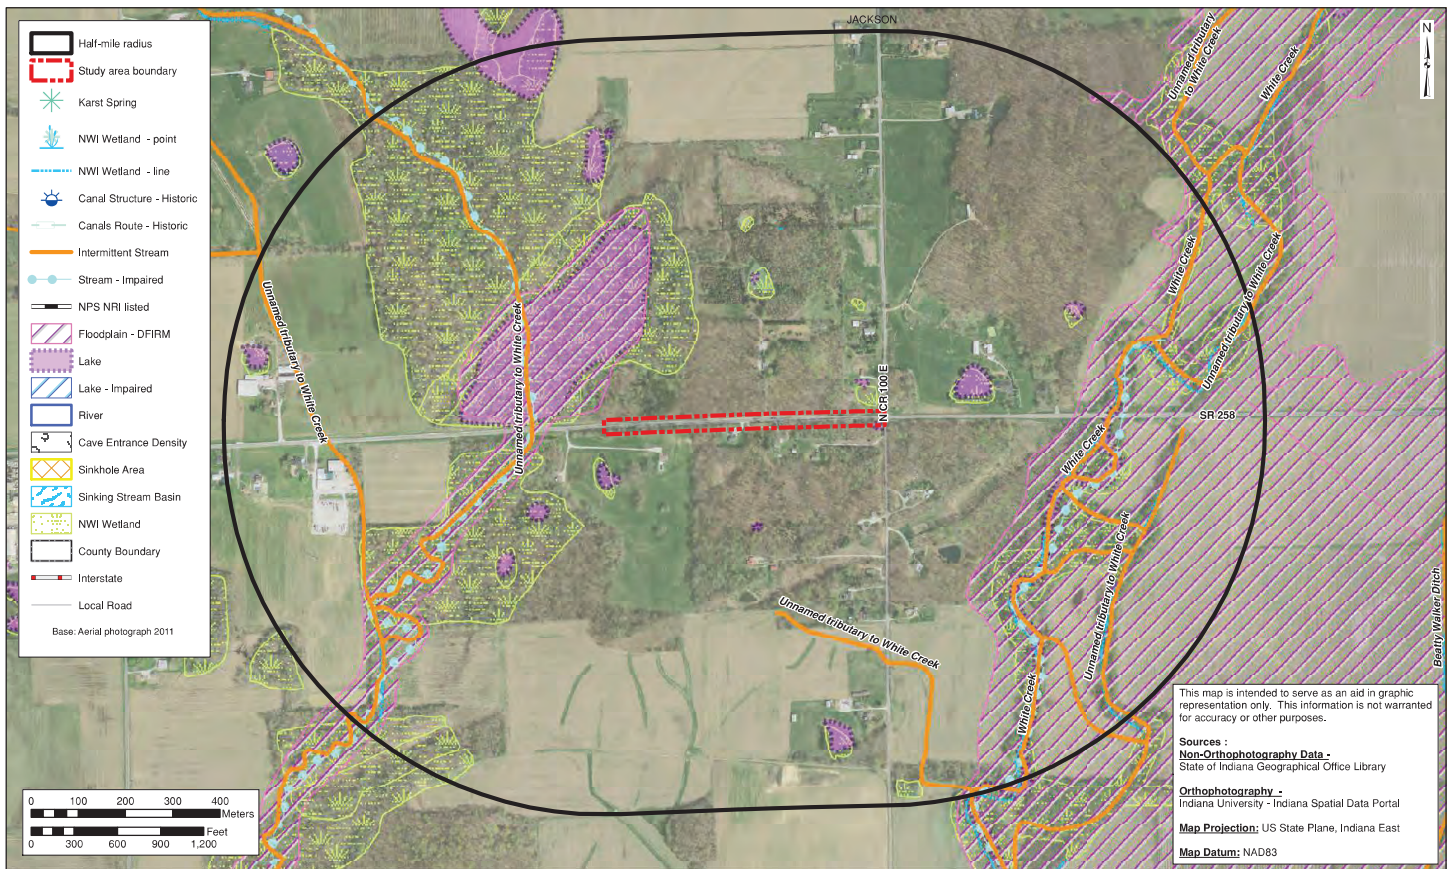 JACKSON
N
Half-mile radius
Study area boundary
Karst Spring
NWI Wetland - point
NWI Wetland - line
Canal Structure - Historic
Canals Route - Historic
Intermittent Stream
Stream - Impaired
NPS NRI listed
Floodplain - DFIRM
Lake
Lake - Impaired
River
Cave Entrance Density
Sinkhole Area
Sinking Stream Basin
NWI Wetland
County Boundary
Interstate
Local Road
Base: Aerial photograph 2011
Unnamed tributary
to White Creek
White Creek
White Creek
Unnamed tributary to White Creek
Unnamed tributary to White Creek
Unnamed tributary to White Creek
N CR 100 E
SR 258
White Creek
Unnamed tributary to White Creek
Unnamed tributary to White Creek
White Creek
Beatty Walker Ditch
0 100 200 300 400
Meters
Feet
0 300 600 900 1,200
This map is intended to serve as an aid in graphic
representation only. This information is not warranted
for accuracy or other purposes.
Sources :
Non-Orthophotography Data -
State of Indiana Geographical Office Library
Orthophotography -
Indiana University - Indiana Spatial Data Portal
Map Projection: US State Plane, Indiana East
Map Datum: NAD83